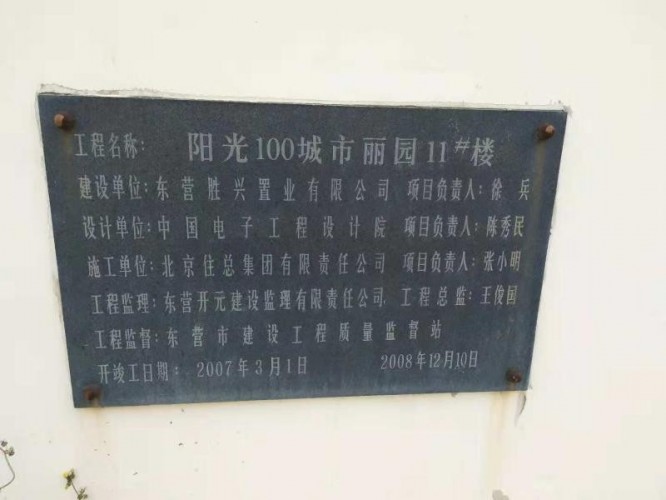 工程名称: 阳光100城市丽园11#楼
建设单位: 东营胜兴置业有限公司 项目负责人: 徐兵
设计单位: 中国电子工程设计院 项目负责人: 陈秀民
施工单位: 北京住总集团有限责任公司 项目负责人: 张小明
工程监理: 东营开元建设监理有限责任公司. 工程总监: 王俊国
工程监督: 东营市建设工程质量监督站
开竣工日期: 2007年3月1日 2008年12月10日